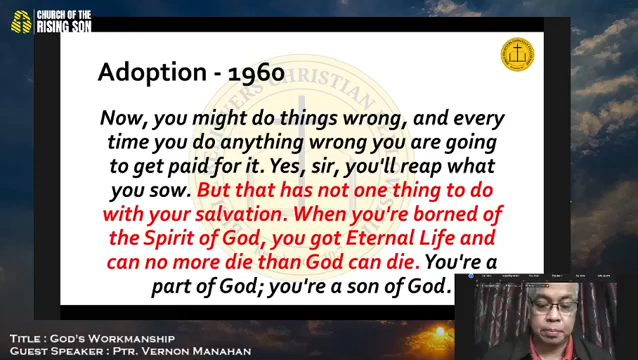 CHURCH OF THE
RISING SON
Adoption - 1960
Now, you might do things wrong, and every
time you do anything wrong you are going
to get paid for it. Yes, sir, you'll reap what
you sow. But that has not one thing to do
with your salvation. When you're borned of
the Spirit of God, you got Eternal Life and
can no more die than God can die. You're a
part of God; you're a son of God.
Title : God's Workmanship
Guest Speaker : Ptr. Vernon Manahan